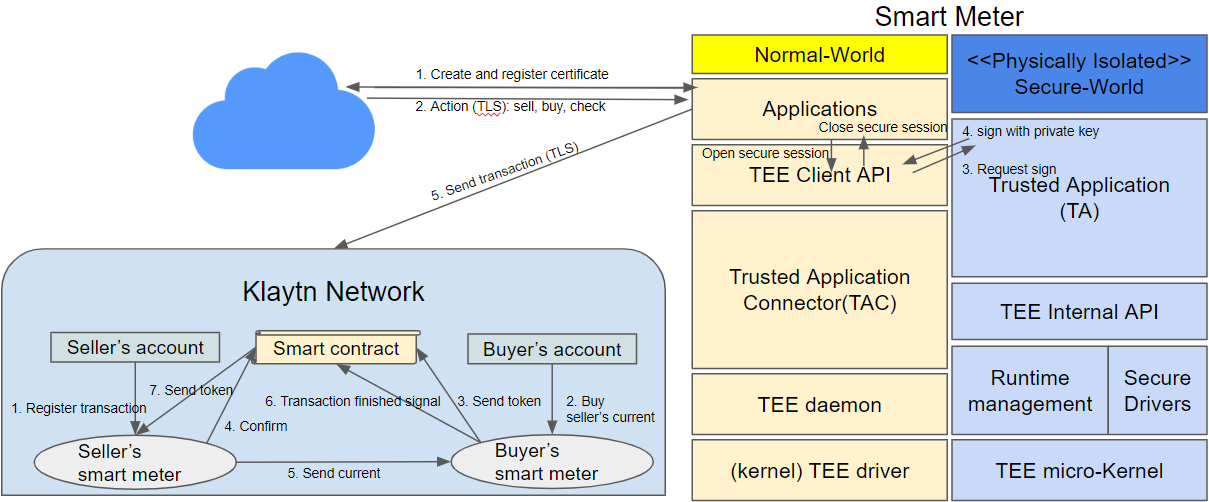 Smart Meter
Normal-World
<<Physically Isolated>>
Secure-World
1. Create and register certificate
2. Action (TLS): sell, buy, check
Applications
Close secure session
4. sign with private key
Open secure session
TEE Client API
3. Request sign
Trusted Application
(TA)
5. Send transaction (TLS)
Trusted Application
Connector(TAC)
TEE Internal API
Runtime
management
Secure
Drivers
TEE daemon
(kernel) TEE driver
TEE micro-Kernel
Klaytn Network
Seller's account
Smart contract
Buyer's account
7. Send token
1. Register transaction
6. Transaction finished signal
3. Send token
2. Buy
seller's current
4. Confirm
Seller's
smart meter
5. Send current
Buyer's
smart meter